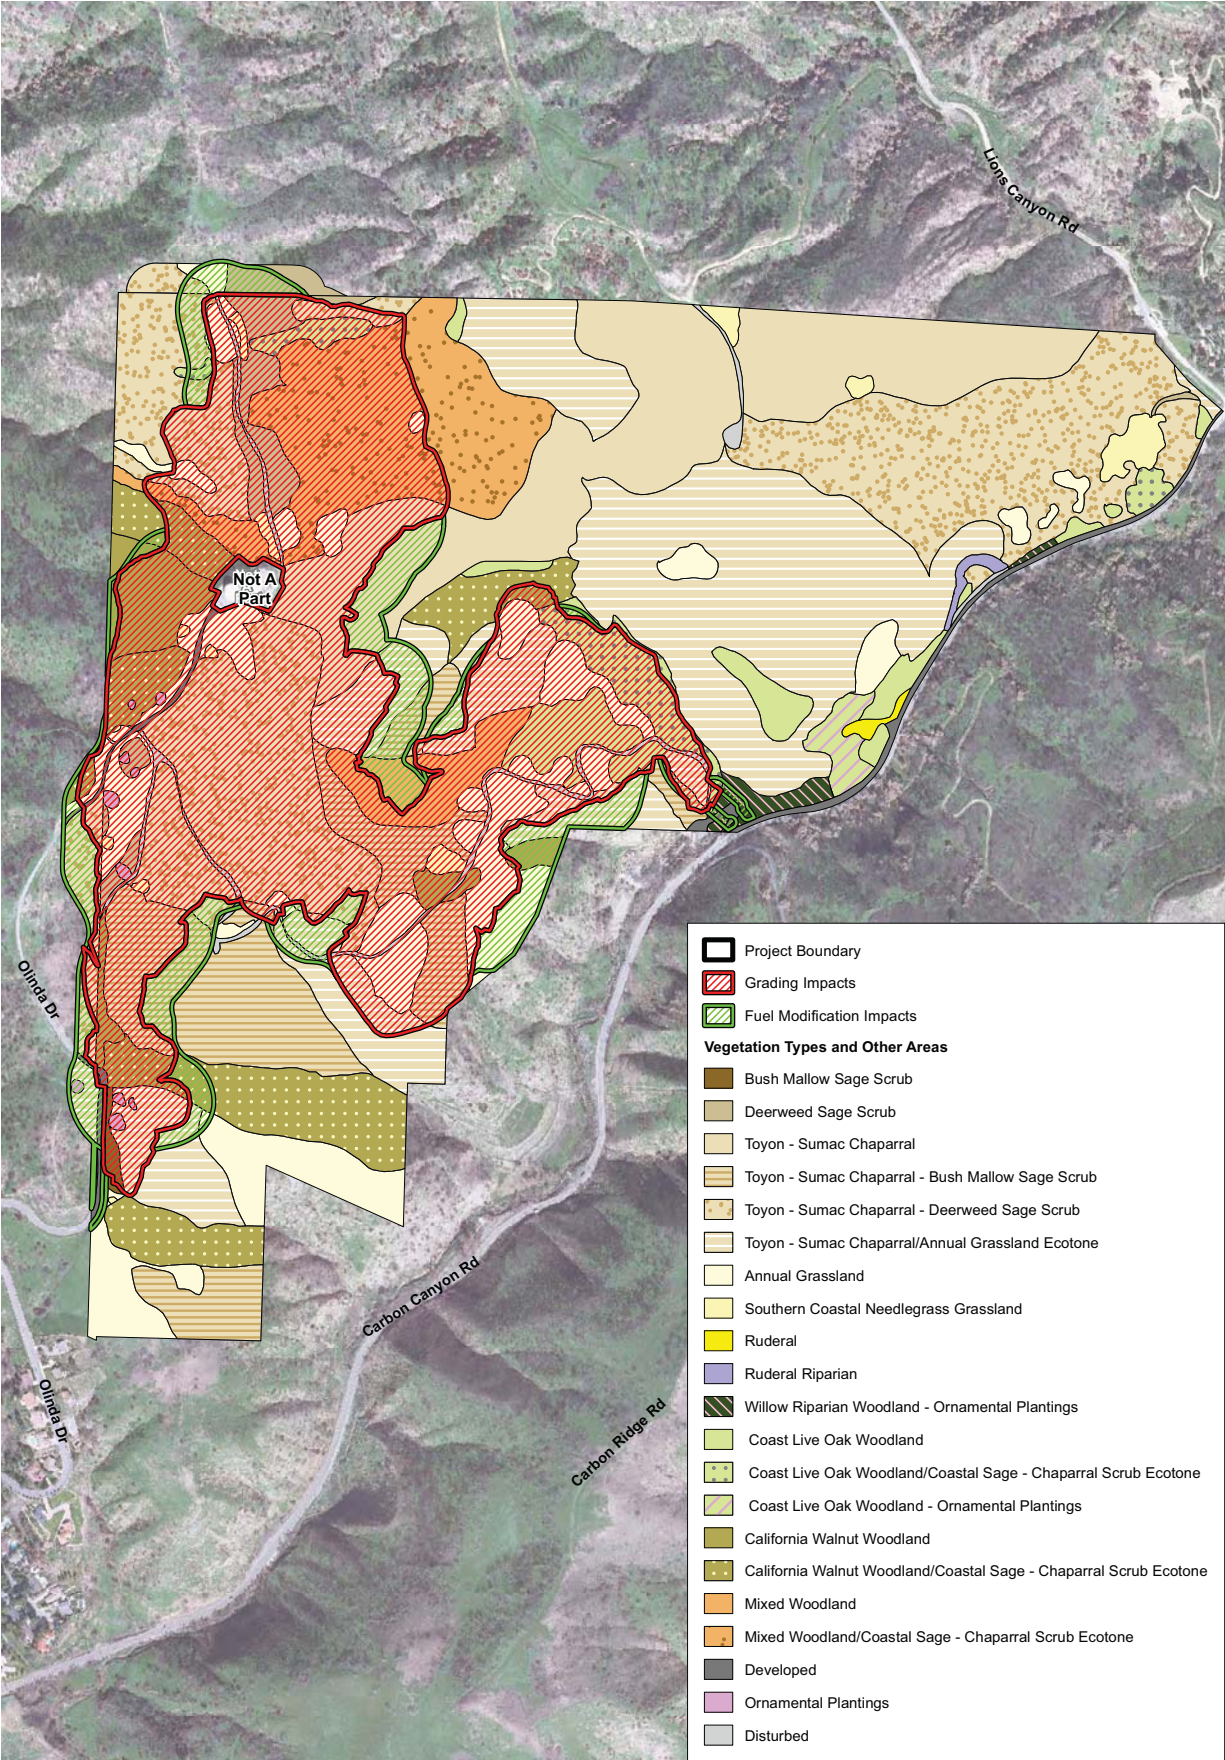 Lions Canyon Rd
Not A
Part
Olinda Dr
Carbon Canyon Rd
Olinda Dr
Carbon Ridge Rd
Project Boundary
Grading Impacts
Fuel Modification Impacts
Vegetation Types and Other Areas
Bush Mallow Sage Scrub
Deerweed Sage Scrub
Toyon - Sumac Chaparral
Toyon - Sumac Chaparral - Bush Mallow Sage Scrub
Toyon - Sumac Chaparral - Deerweed Sage Scrub
Toyon - Sumac Chaparral/Annual Grassland Ecotone
Annual Grassland
Southern Coastal Needlegrass Grassland
Ruderal
Ruderal Riparian
Willow Riparian Woodland - Ornamental Plantings
Coast Live Oak Woodland
Coast Live Oak Woodland/Coastal Sage - Chaparral Scrub Ecotone
Coast Live Oak Woodland - Ornamental Plantings
California Walnut Woodland
California Walnut Woodland/Coastal Sage - Chaparral Scrub Ecotone
Mixed Woodland
Mixed Woodland/Coastal Sage - Chaparral Scrub Ecotone
Developed
Ornamental Plantings
Disturbed